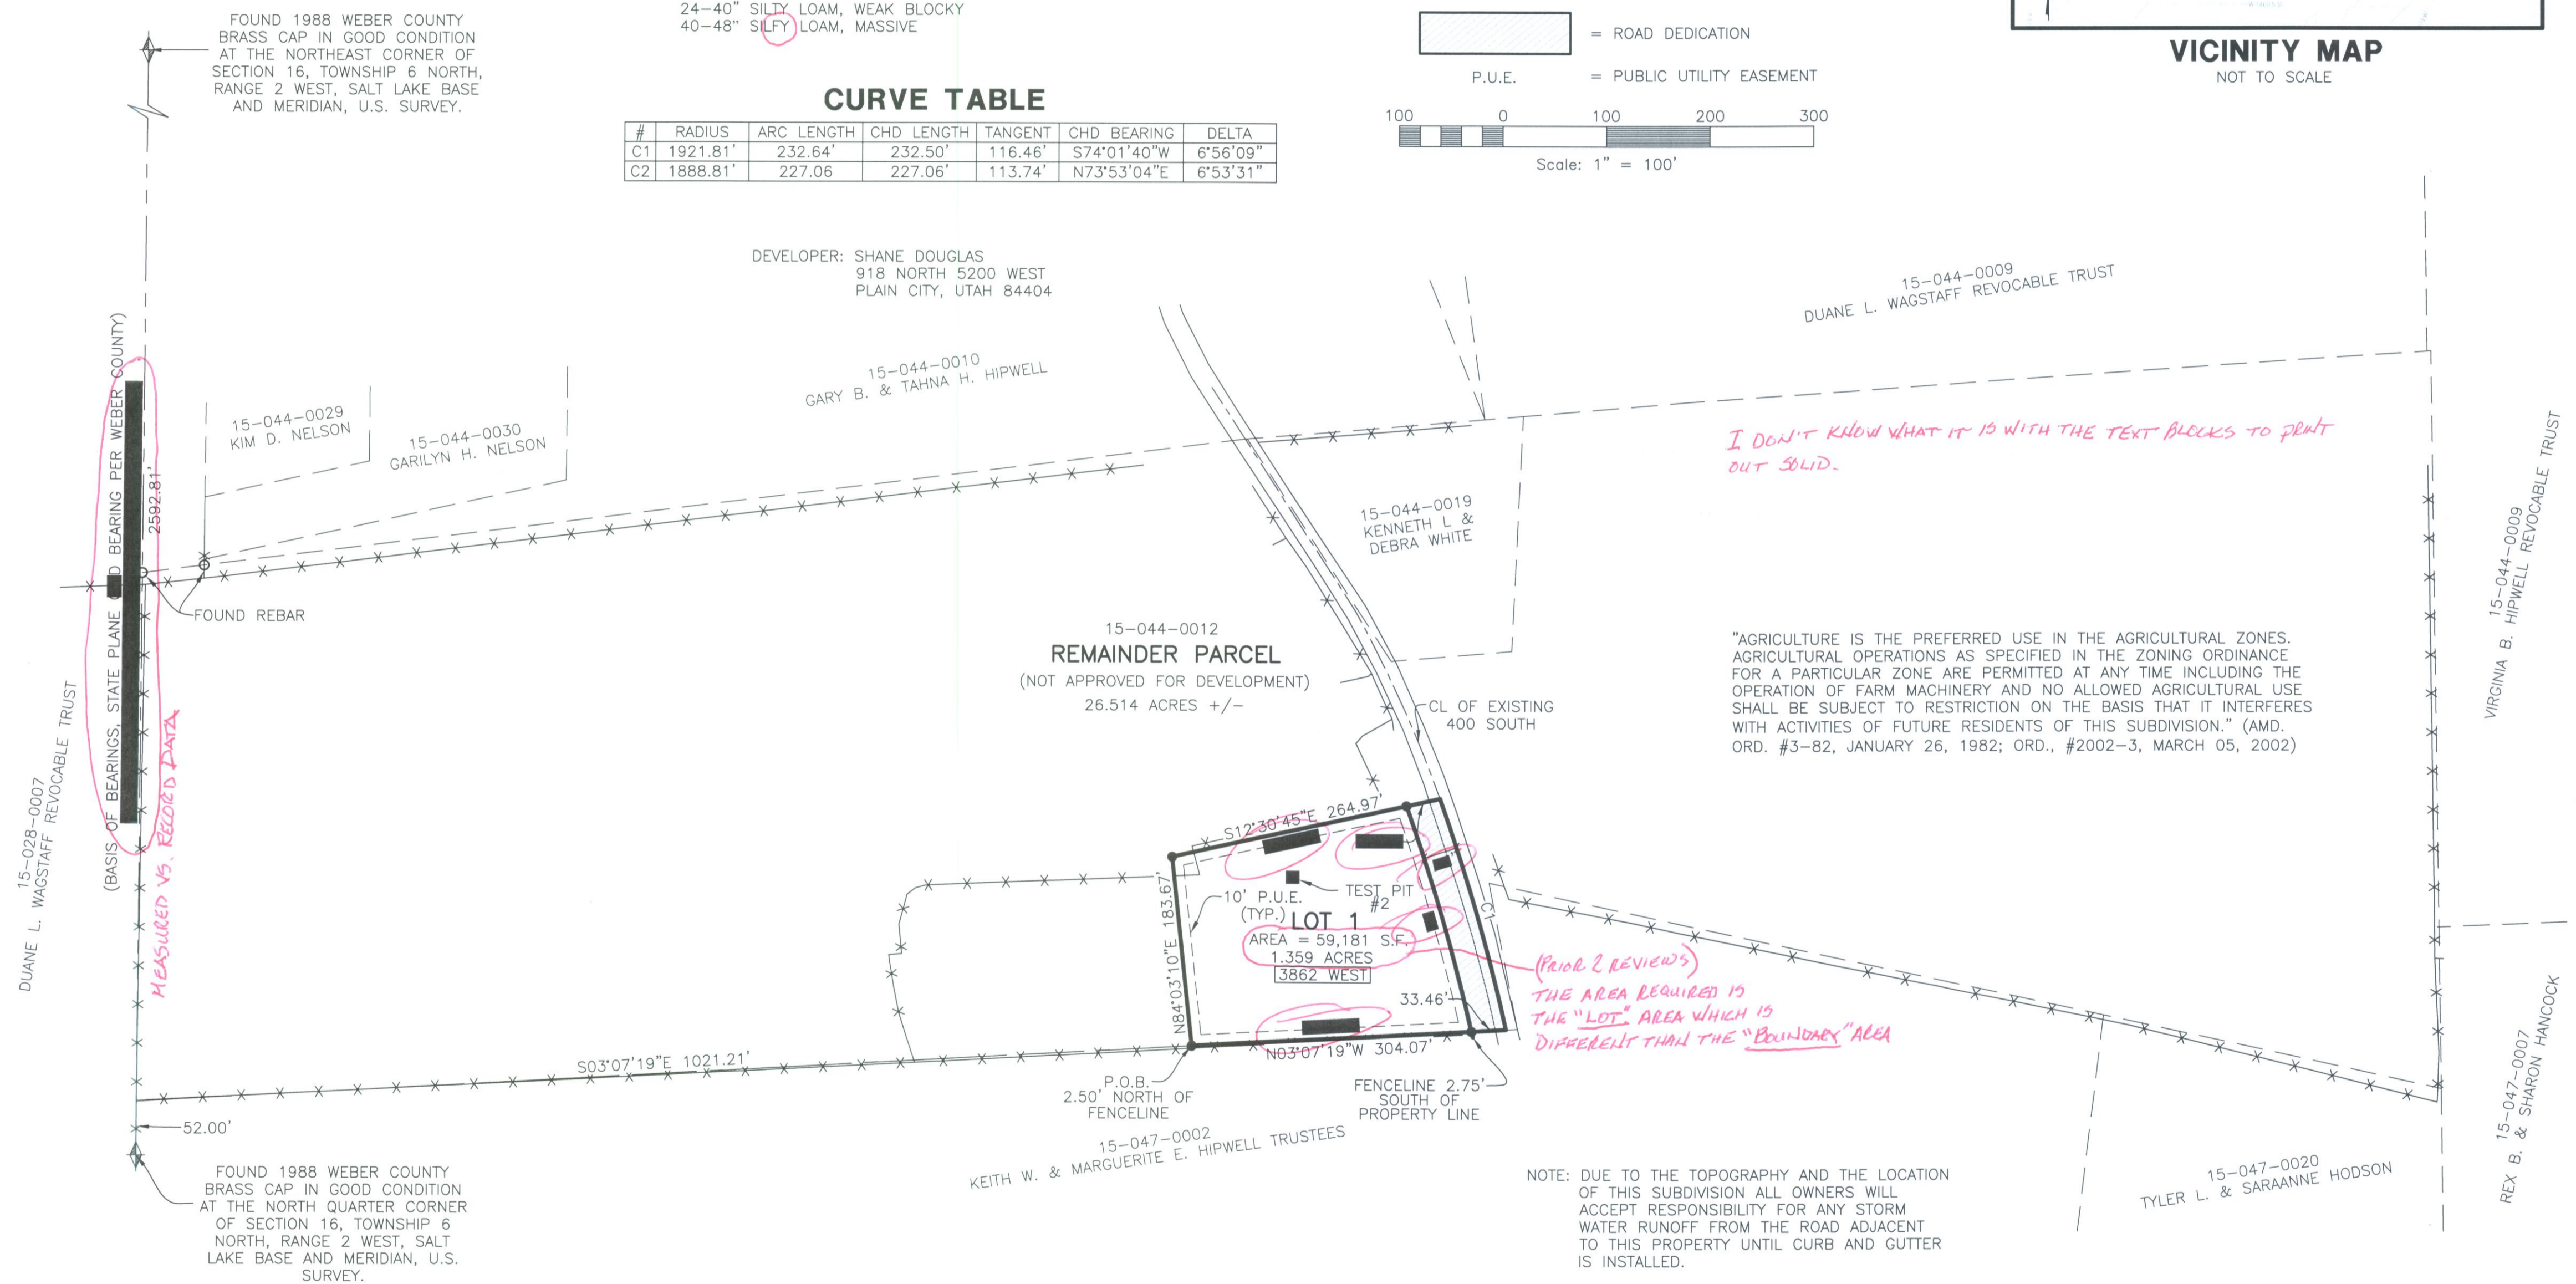 FOUND 1988 WEBER COUNTY
BRASS CAP IN GOOD CONDITION
AT THE NORTHEAST CORNER OF
SECTION 16, TOWNSHIP 6 NORTH,
RANGE 2 WEST, SALT LAKE BASE
AND MERIDIAN, U.S. SURVEY.
24-40" SILTY LOAM, WEAK BLOCKY
40-48" SILFY LOAM, MASSIVE
= ROAD DEDICATION
P.U.E. = PUBLIC UTILITY EASEMENT
100 0 100 200 300
Scale: 1" = 100'
VICINITY MAP
NOT TO SCALE
CURVE TABLE
# RADIUS ARC LENGTH CHD LENGTH TANGENT CHD BEARING DELTA
C1 1921.81' 232.64' 232.50' 116.46' S74°01'40"W 6°56'09"
C2 1888.81' 227.06 227.06' 113.74' N73°53'04"E 6°53'31"
DEVELOPER: SHANE DOUGLAS
918 NORTH 5200 WEST
PLAIN CITY, UTAH 84404
15-044-0009
DUANE L. WAGSTAFF REVOCABLE TRUST
15-044-0010
GARY B. & TAHNA H. HIPWELL
15-044-0029
KIM D. NELSON
15-044-0030
GARILYN H. NELSON
(BASIS OF BEARINGS, STATE PLANE BEARING PER WEBER COUNTY)
2592.81'
MEASURED VS. RECORD DATA
15-028-0007
DUANE L. WAGSTAFF REVOCABLE TRUST
FOUND REBAR
I DON'T KNOW WHAT IT IS WITH THE TEXT BLOCKS TO PRINT
OUT SOLID.
15-044-0019
KENNETH L &
DEBRA WHITE
15-044-0012
REMAINDER PARCEL
(NOT APPROVED FOR DEVELOPMENT)
26.514 ACRES +/-
CL OF EXISTING
400 SOUTH
"AGRICULTURE IS THE PREFERRED USE IN THE AGRICULTURAL ZONES.
AGRICULTURAL OPERATIONS AS SPECIFIED IN THE ZONING ORDINANCE
FOR A PARTICULAR ZONE ARE PERMITTED AT ANY TIME INCLUDING THE
OPERATION OF FARM MACHINERY AND NO ALLOWED AGRICULTURAL USE
SHALL BE SUBJECT TO RESTRICTION ON THE BASIS THAT IT INTERFERES
WITH ACTIVITIES OF FUTURE RESIDENTS OF THIS SUBDIVISION." (AMD.
ORD. #3-82, JANUARY 26, 1982; ORD., #2002-3, MARCH 05, 2002)
15-044-0009
VIRGINIA B. HIPWELL REVOCABLE TRUST
S12°30'45"E 264.97'
N84°03'10"E 183.67'
10' P.U.E.
(TYP.)
TEST PIT
#2
LOT 1
AREA = 59,181 S.F.
1.359 ACRES
3862 WEST
33.46'
C1
N03°07'19"W 304.07'
(PRIOR 2 REVIEWS)
THE AREA REQUIRED IS
THE "LOT" AREA WHICH IS
DIFFERENT THAN THE "BOUNDARY" AREA
S03°07'19"E 1021.21'
52.00'
P.O.B.
2.50' NORTH OF
FENCELINE
FENCELINE 2.75'
SOUTH OF
PROPERTY LINE
15-047-0002
KEITH W. & MARGUERITE E. HIPWELL TRUSTEES
FOUND 1988 WEBER COUNTY
BRASS CAP IN GOOD CONDITION
AT THE NORTH QUARTER CORNER
OF SECTION 16, TOWNSHIP 6
NORTH, RANGE 2 WEST, SALT
LAKE BASE AND MERIDIAN, U.S.
SURVEY.
NOTE: DUE TO THE TOPOGRAPHY AND THE LOCATION
OF THIS SUBDIVISION ALL OWNERS WILL
ACCEPT RESPONSIBILITY FOR ANY STORM
WATER RUNOFF FROM THE ROAD ADJACENT
TO THIS PROPERTY UNTIL CURB AND GUTTER
IS INSTALLED.
15-047-0020
TYLER L. & SARAANNE HODSON
15-047-0007
REX B. & SHARON HANCOCK